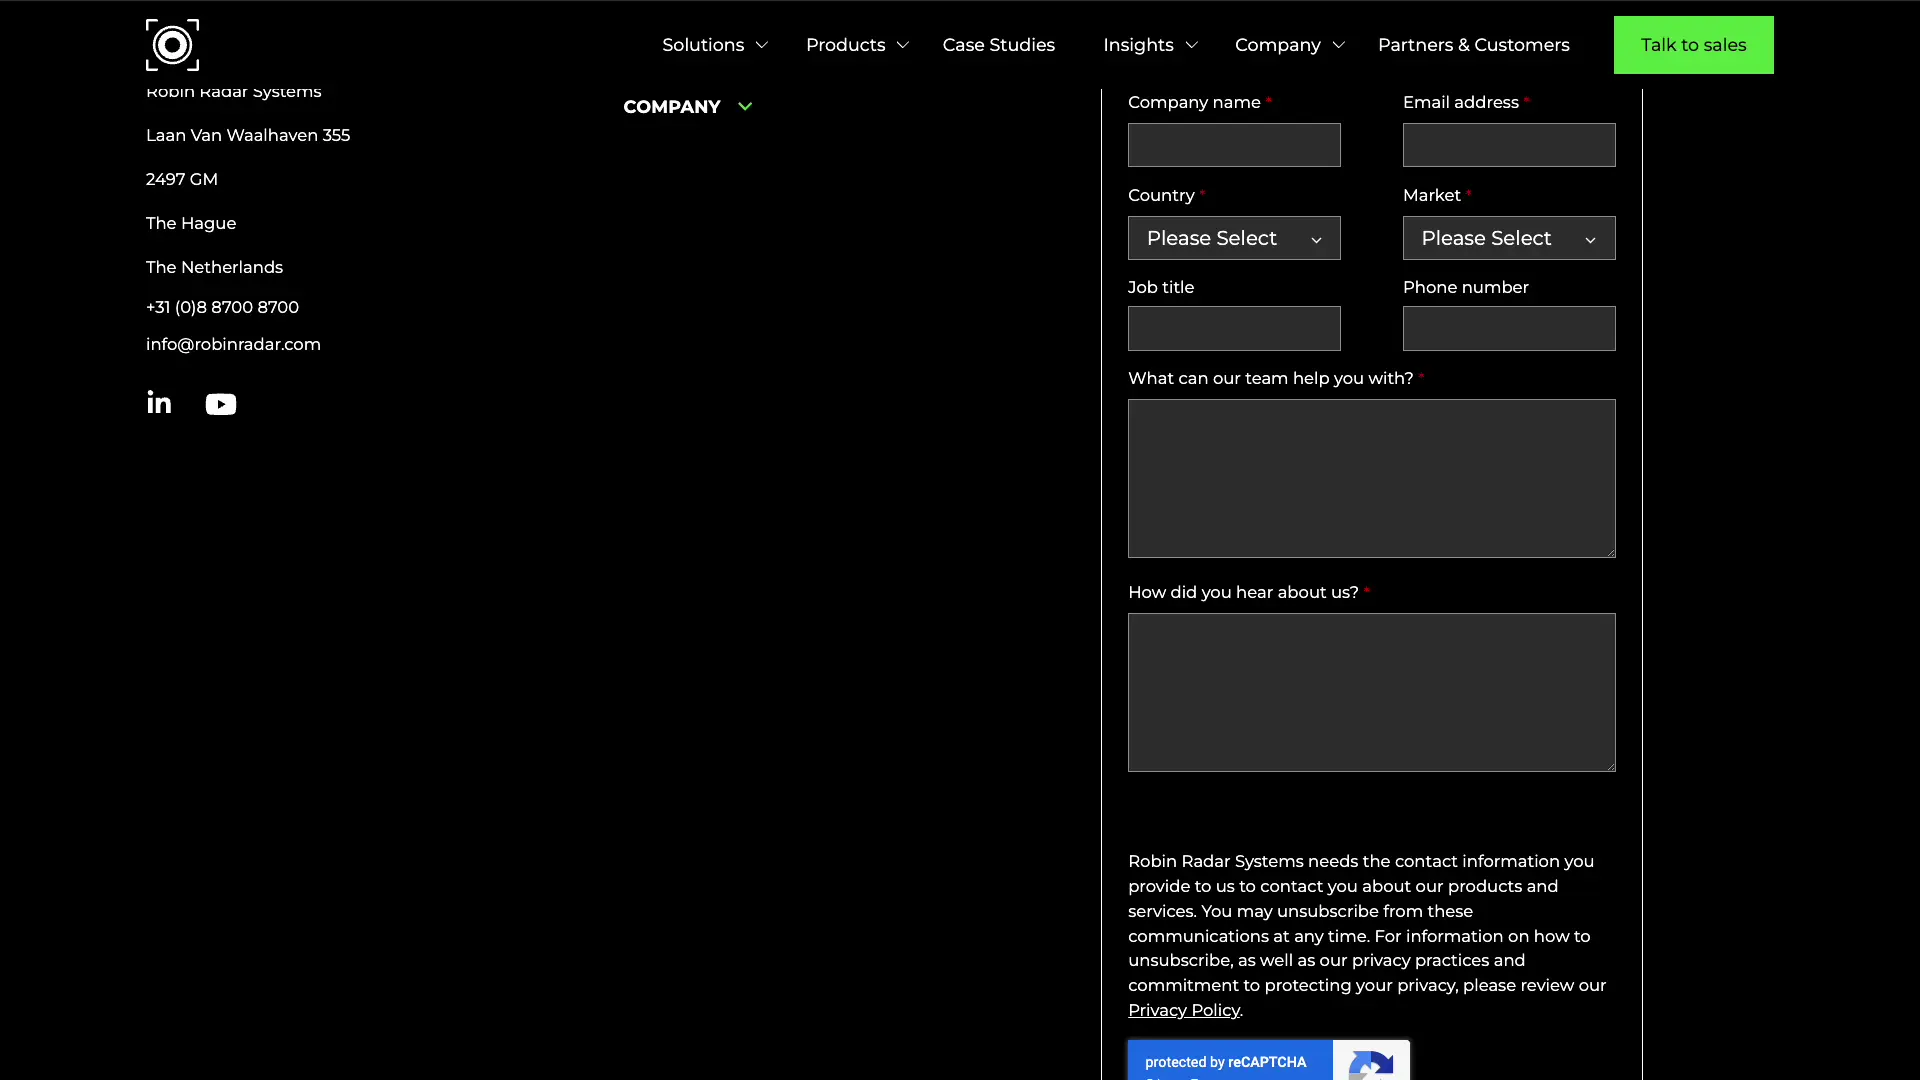 Solutions
Products
Case Studies
Insights
Company
Partners & Customers
Talk to sales
Robin Radar Systems
Laan Van Waalhaven 355
2497 GM
The Hague
The Netherlands
+31 (0)8 8700 8700
info@robinradar.com
in
COMPANY
Company name *
Email address *
Country *
Please Select
Market *
Please Select
Job title
Phone number
What can our team help you with? *
How did you hear about us? *
Robin Radar Systems needs the contact information you
provide to us to contact you about our products and
services. You may unsubscribe from these
communications at any time. For information on how to
unsubscribe, as well as our privacy practices and
commitment to protecting your privacy, please review our
Privacy Policy.
protected by reCAPTCHA